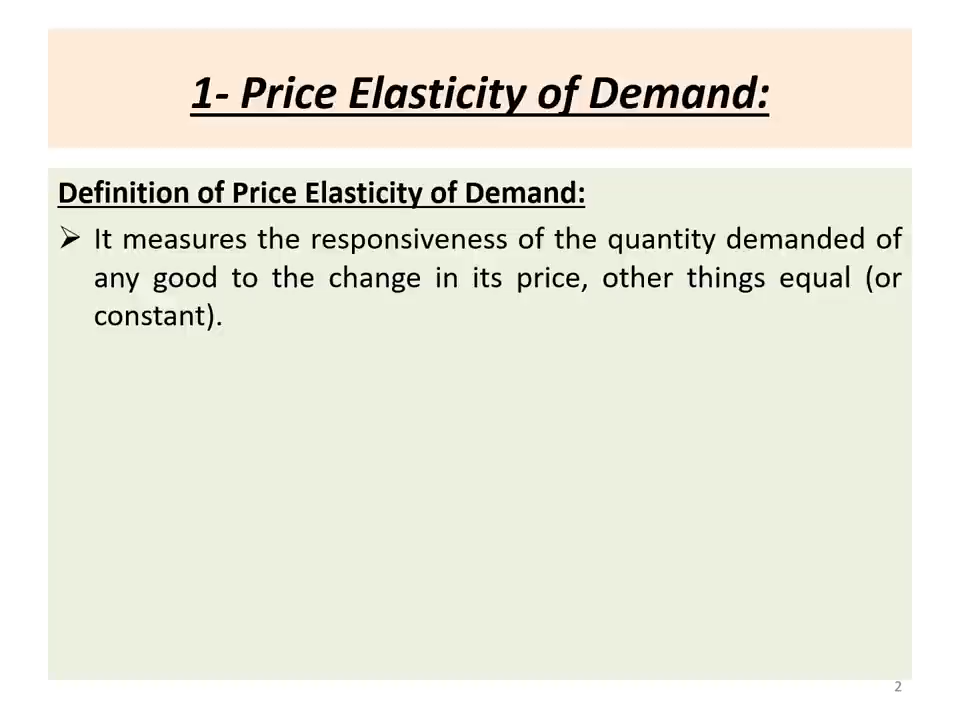 1- Price Elasticity of Demand:
Definition of Price Elasticity of Demand:
➢ It measures the responsiveness of the quantity demanded of
any good to the change in its price, other things equal (or
constant).
2